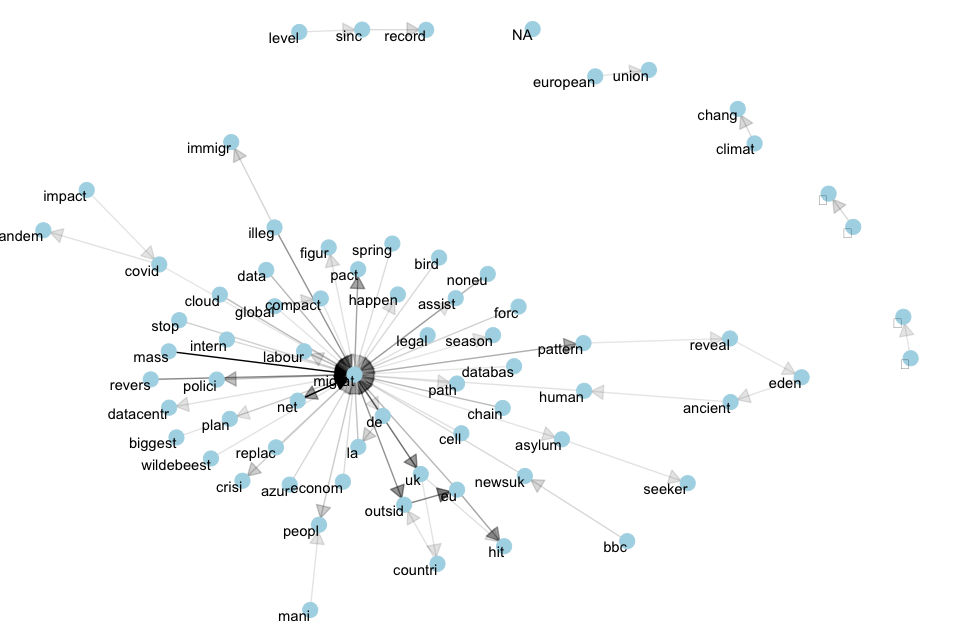 level
sinc
record
NA
european
union
chang
climat
immigr
impact
andem
illeg
covid
figur
spring
bird
noneu
data
pact
cloud
global
compact
happen
assist
forc
stop
intern
labour
legal
season
mass
pattern
reveal
revers
polici
migrat
path
databas
human
eden
datacentr
net
chain
ancient
plan
de
biggest
cell
asylum
wildebeest
replac
la
crisi
azur
econom
uk
eu
newsuk
seeker
outsid
peopl
hit
bbc
countri
mani